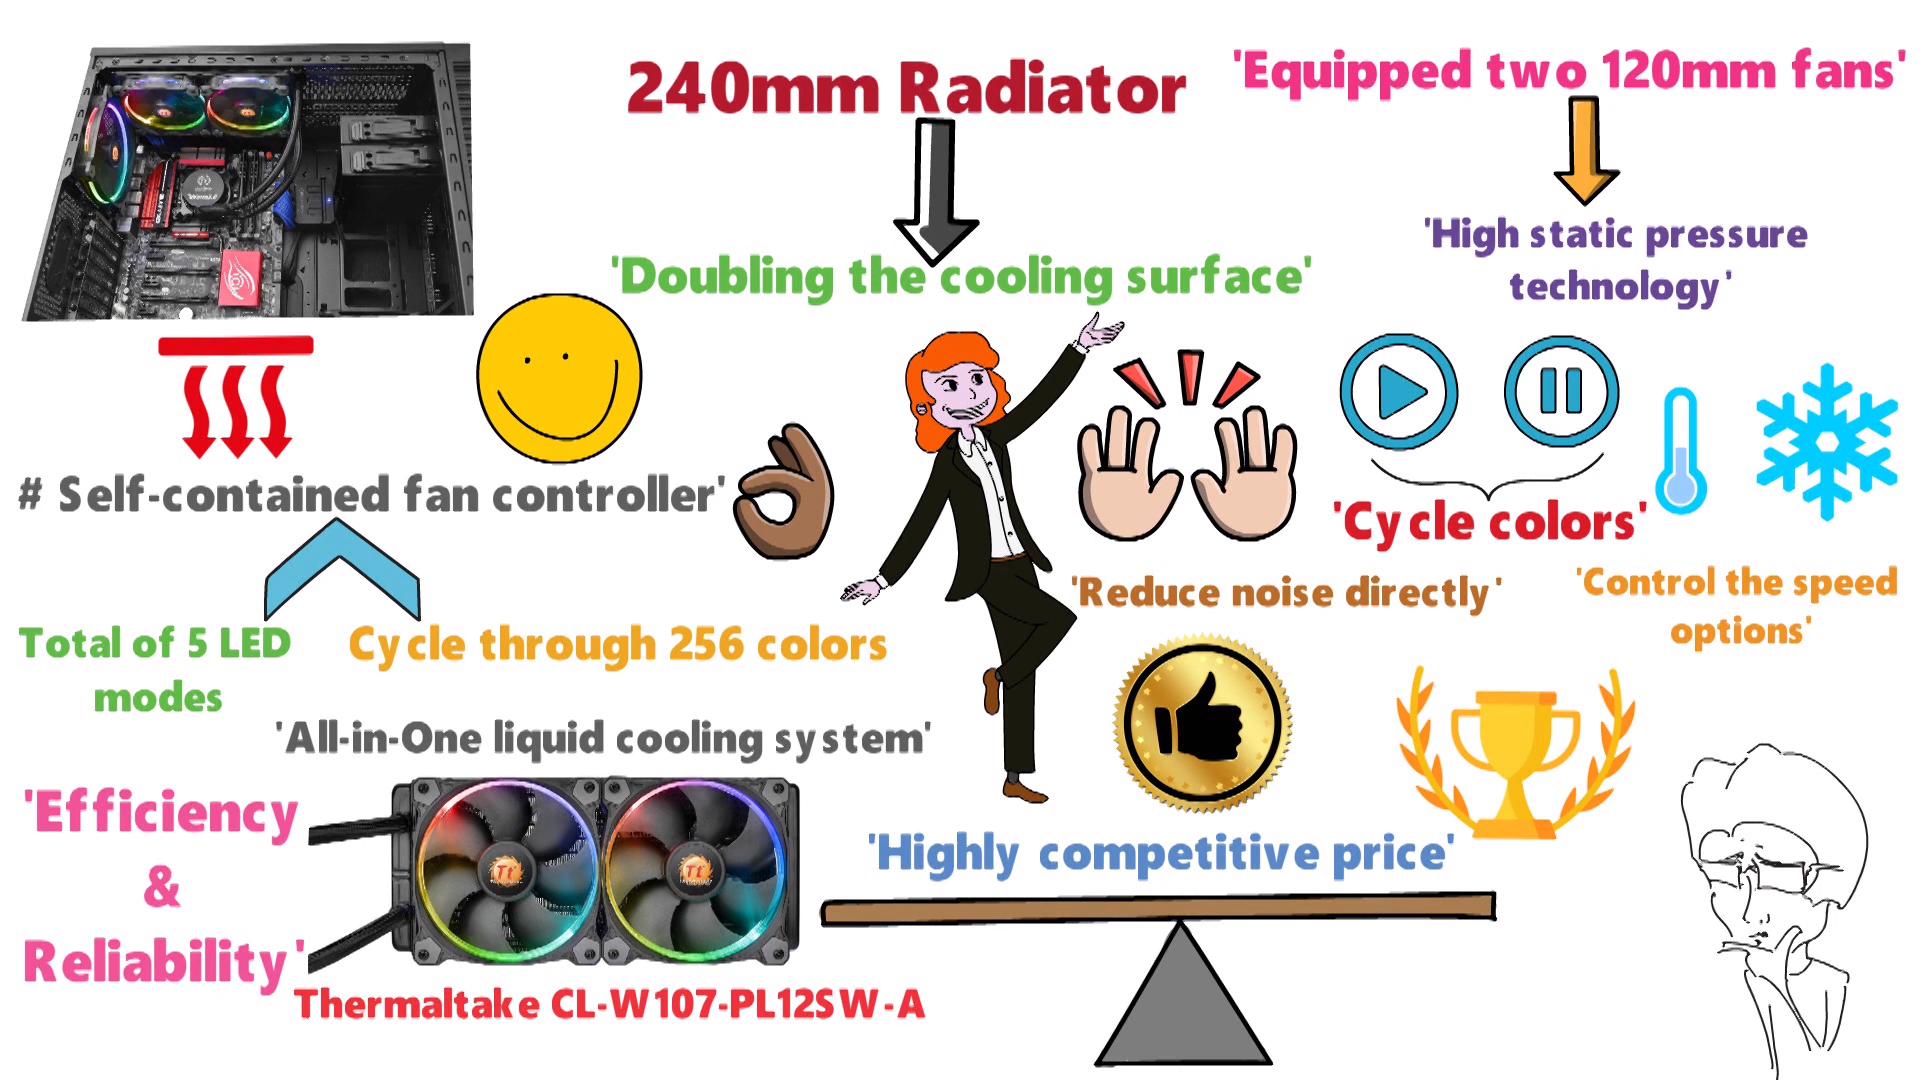 240mm Radiator
'Equipped two 120mm fans'
'Doubling the cooling surface'
'High static pressure
technology'
# Self-contained fan controller'
'Cycle colors'
'Reduce noise directly'
'Control the speed
options'
Total of 5 LED
modes
Cycle through 256 colors
'All-in-One liquid cooling system'
'Efficiency
&
Reliability'
Tt
Tt
'Highly competitive price'
Thermaltake CL-W107-PL12SW-A